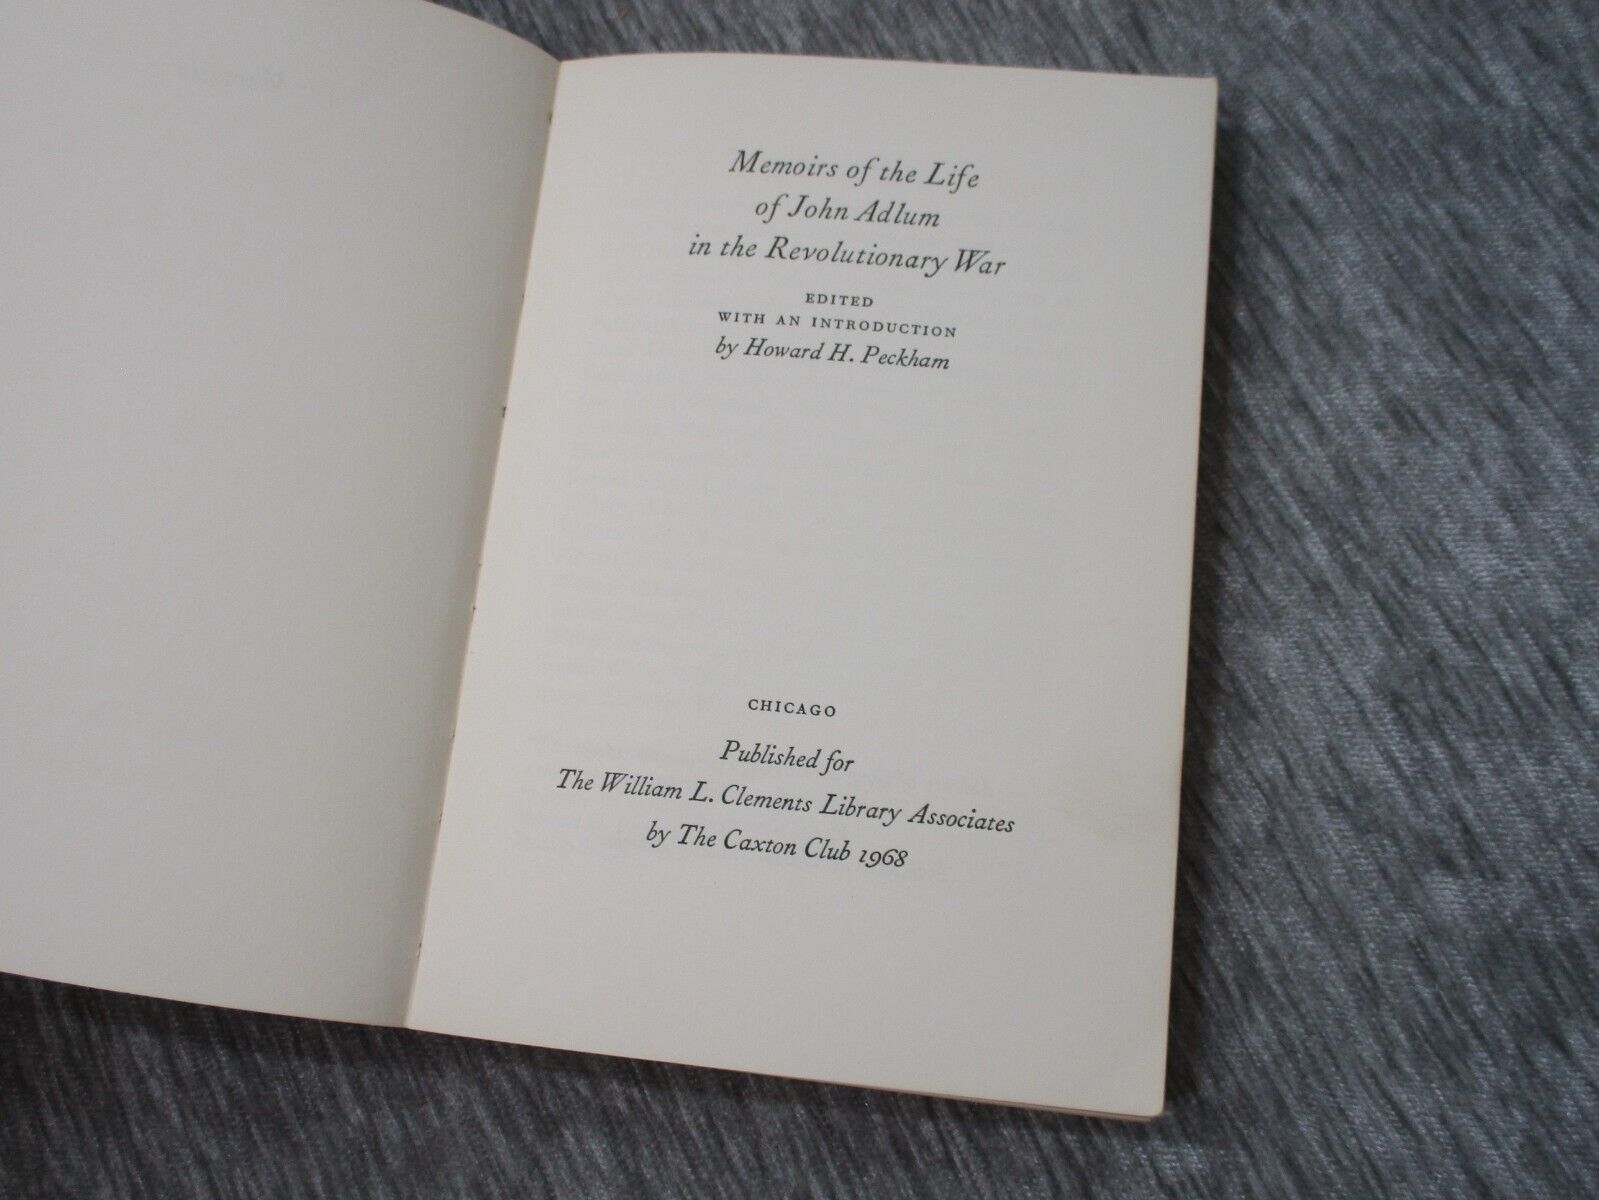 Memoirs of the Life
of John Adlum
in the Revolutionary War
EDITED
WITH AN INTRODUCTION
by Howard H. Peckham
CHICAGO
Published for
The William L. Clements Library Associates
by The Caxton Club 1968